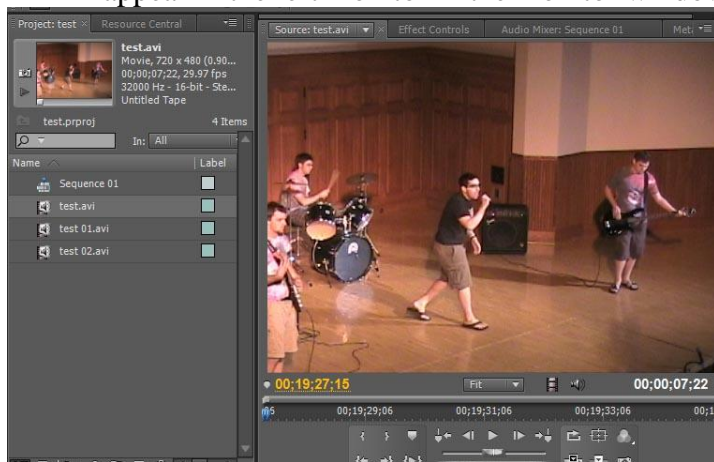 Project: test × Resource Central
test.avi
Movie, 720 x 480 (0.90...
00;00;07;22, 29.97 fps
32000 Hz - 16-bit - Ste...
Untitled Tape
test.prproj 4 Items
In: All
Name Label
Sequence 01
test.avi
test 01.avi
test 02.avi
Source: test.avi × Effect Controls Audio Mixer: Sequence 01
00;19;27;15 Fit 00;00;07;22
00;19;29;06 00;19;31;06 00;19;33;06